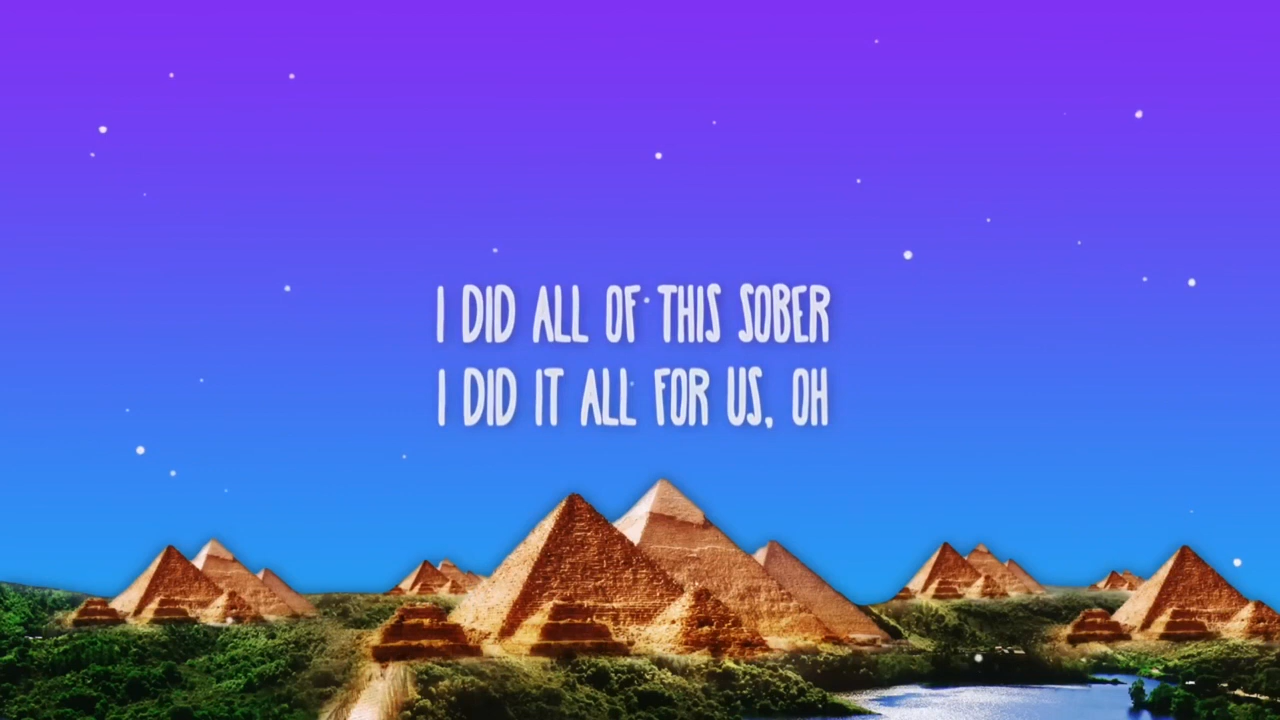 I DID ALL OF THIS SOBER
I DID IT ALL FOR US, OH